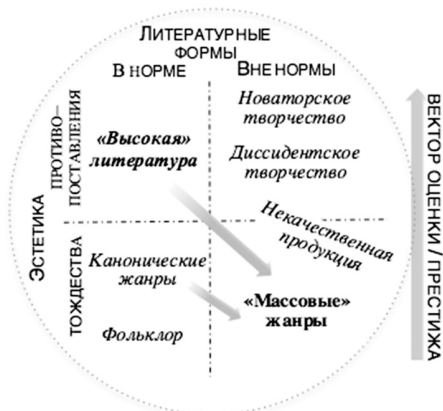 ЛИТЕРАТУРНЫЕ
ФОРМЫ
В НОРМЕ
ВНЕ НОРМЫ
ЭСТЕТИКА
ПРОТИВО–
ПОСТАВЛЕНИЯ
«Высокая»
литература
Новаторское
творчество
Диссидентское
творчество
ТОЖДЕСТВА
Канонические
жанры
Фольклор
Некачественная
продукция
«Массовые»
жанры
ВЕКТОР ОЦЕНКИ / ПРЕСТИЖА